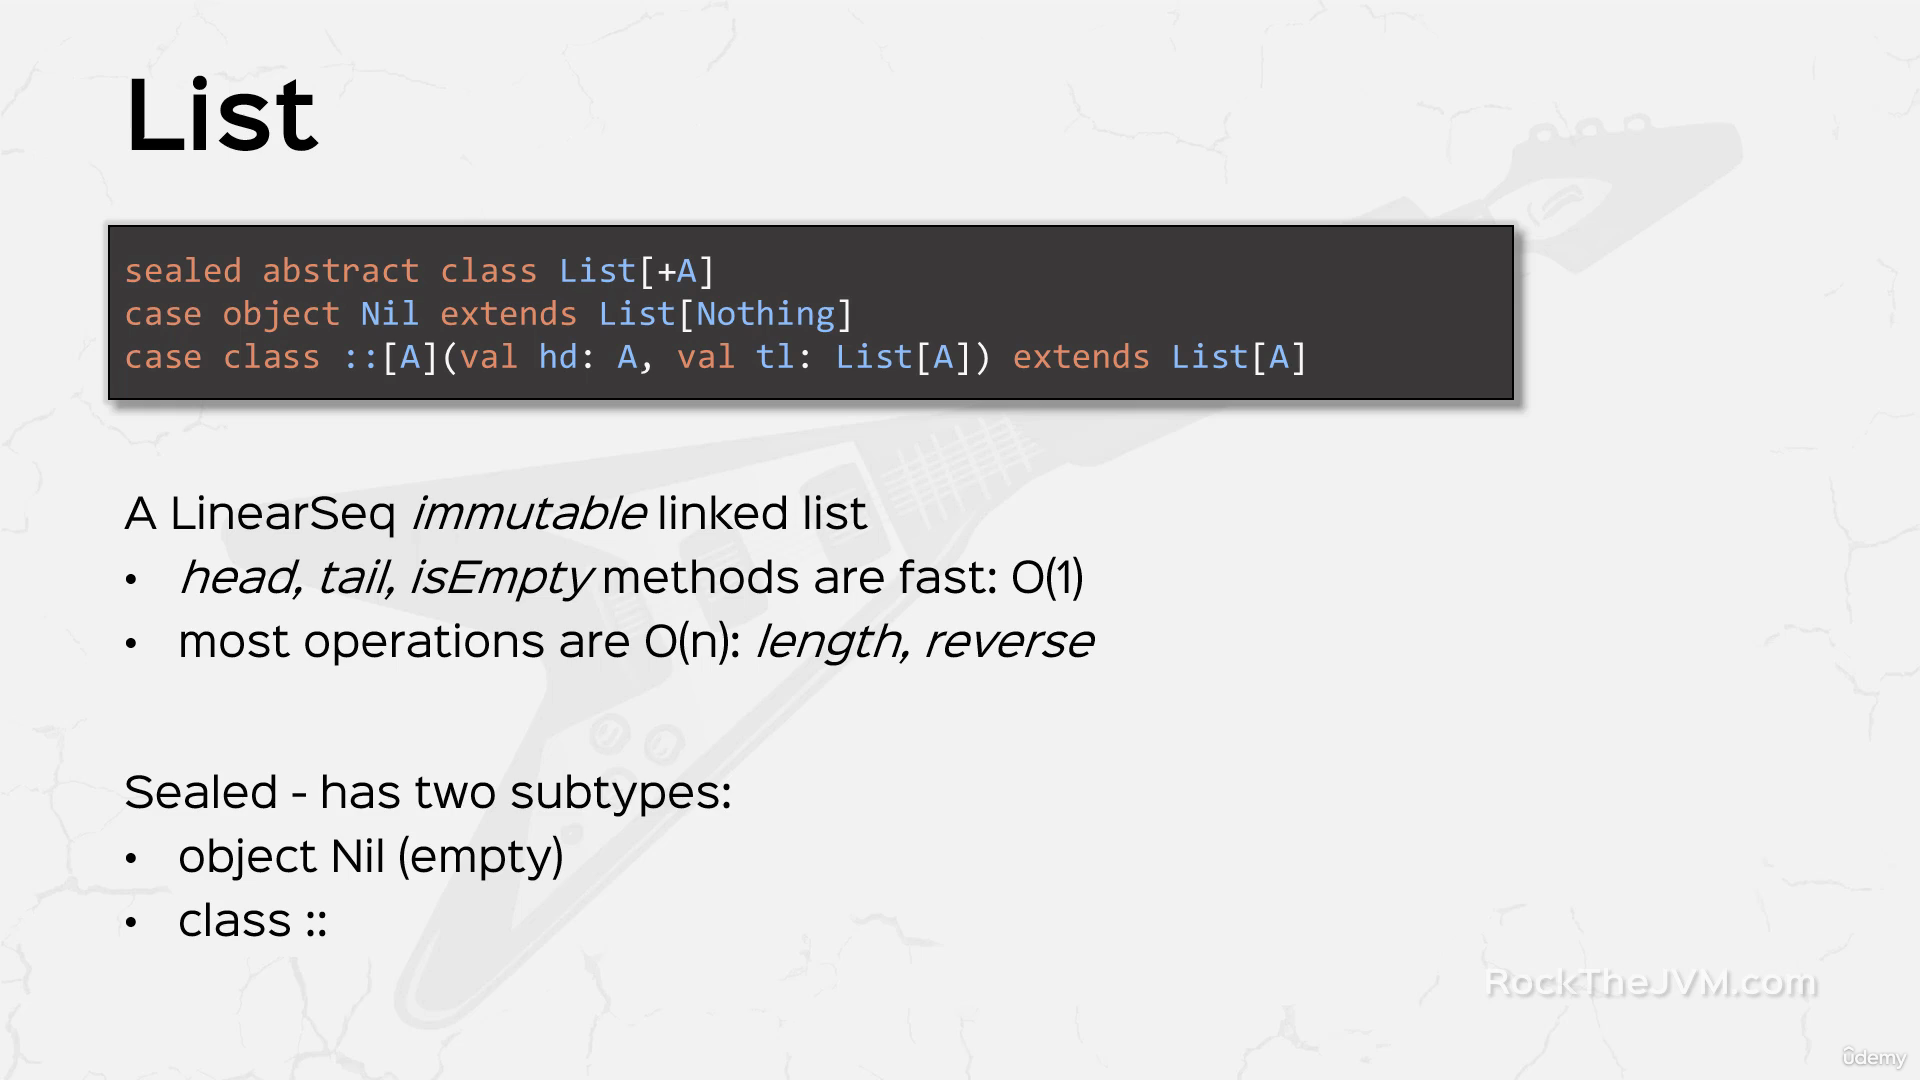 List
sealed abstract class List[+A]
case object Nil extends List[Nothing]
case class ::[A](val hd: A, val tl: List[A]) extends List[A]
A LinearSeq immutable linked list
• head, tail, isEmpty methods are fast: O(1)
• most operations are O(n): length, reverse
Sealed - has two subtypes:
• object Nil (empty)
• class ::
RockTheJVM.com
ûdemy